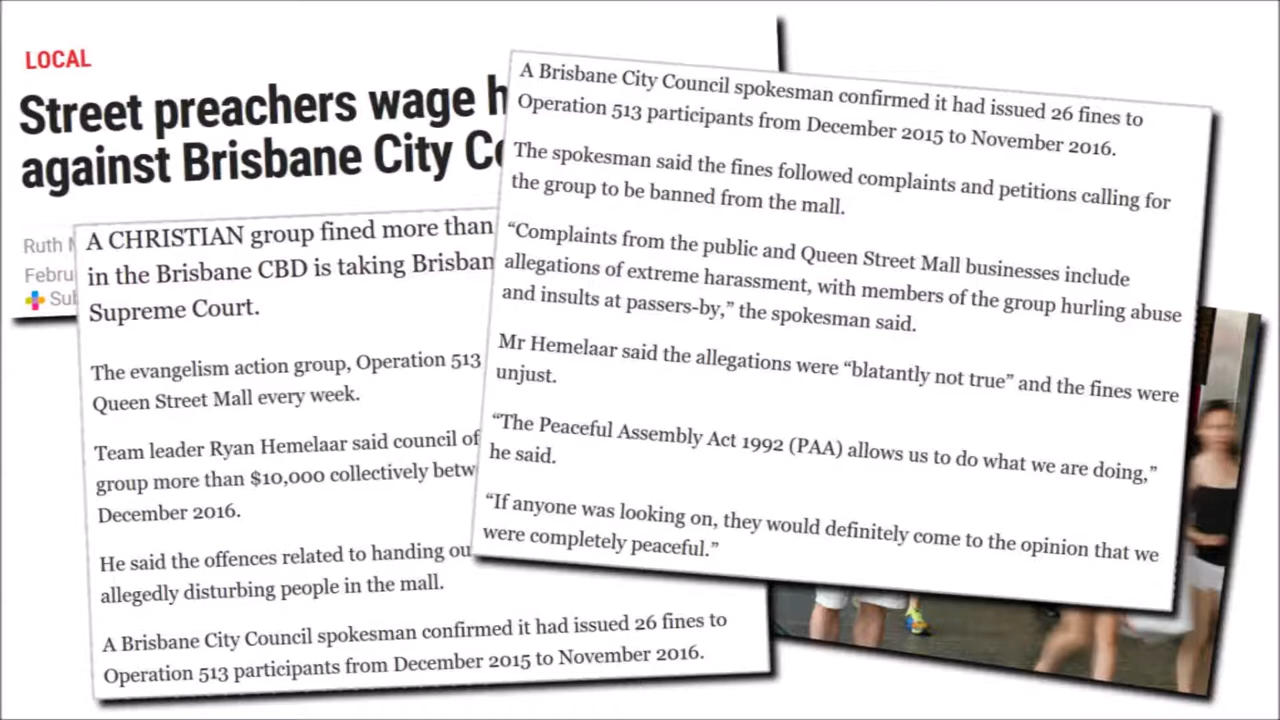 LOCAL
Street preachers wage
against Brisbane City
Ruth
A CHRISTIAN group fined more than
in the Brisbane CBD is taking
Supreme Court.
The evangelism action group, Operation 513
Queen Street Mall every week.
Team leader Ryan Hemelaar said council
group more than $10,000 collectively
December 2016.
He said the offences related to handing
allegedly disturbing people in the mall.
A Brisbane City Council spokesman confirmed it had issued 26 fines to
Operation 513 participants from December 2015 to November 2016.
A Brisbane City Council spokesman confirmed it had issued 26 fines to
Operation 513 participants from December 2015 to November 2016.
The spokesman said the fines followed complaints and petitions calling for
the group to be banned from the mall.
“Complaints from the public and Queen Street Mall businesses include
allegations of extreme harassment, with members of the group hurling abuse
and insults at passers-by,” the spokesman said.
Mr Hemelaar said the allegations were “blatantly not true” and the fines were
unjust.
“The Peaceful Assembly Act 1992 (PAA) allows us to do what we are doing,”
he said.
“If anyone was looking on, they would definitely come to the opinion that we
were completely peaceful.”